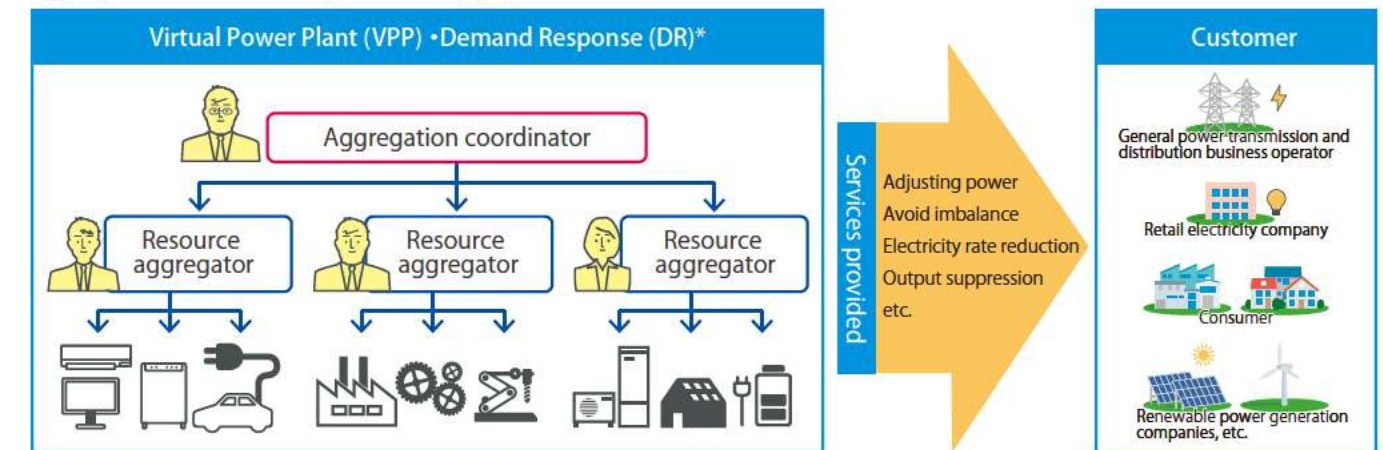 Virtual Power Plant (VPP) •Demand Response (DR)*
Aggregation coordinator
Resource
aggregator
Resource
aggregator
Resource
aggregator
Services provided
Adjusting power
Avoid imbalance
Electricity rate reduction
Output suppression
etc.
Customer
General power transmission and
distribution business operator
Retail electricity company
Consumer
Renewable power generation
companies, etc.